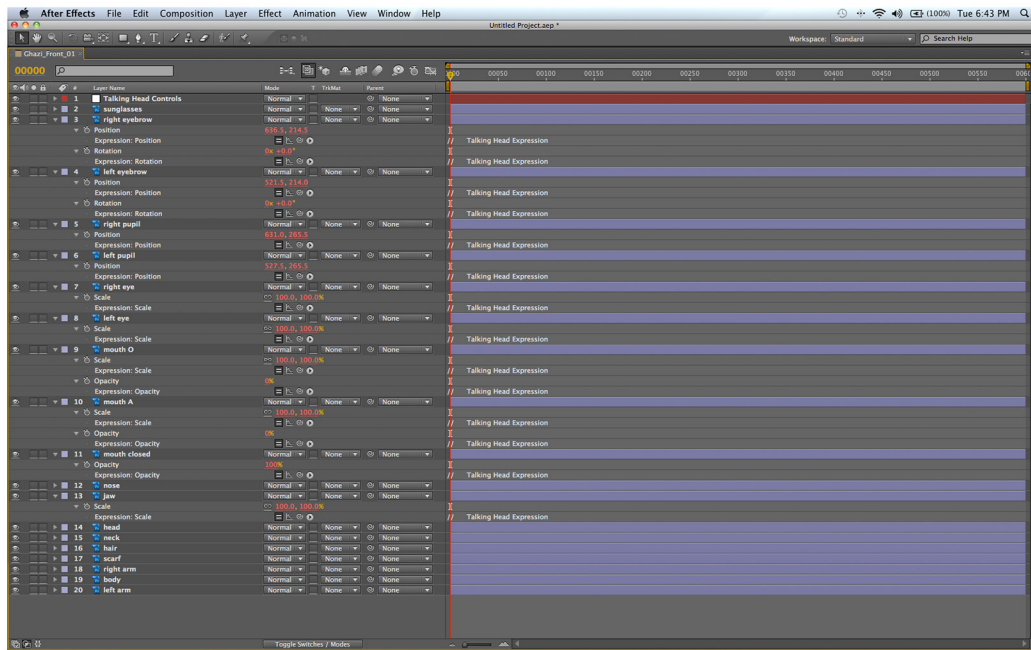 After Effects File Edit Composition Layer Effect Animation View Window Help (100%) Tue 6:43 PM
Untitled Project.aep *
Workspace: Standard Search Help
Ghazi_Front_01
00000
00050 00100 00150 00200 00250 00300 00350 00400 00450 00500 00550
# Layer Name Mode T TrkMat Parent
1 Talking Head Controls Normal None
2 sunglasses Normal None None
3 right eyebrow Normal None None
Position 636.5, 214.5
Expression: Position Talking Head Expression
Rotation 0x +0.0°
Expression: Rotation Talking Head Expression
4 left eyebrow Normal None None
Position 521.5, 214.0
Expression: Position Talking Head Expression
Rotation 0x +0.0°
Expression: Rotation Talking Head Expression
5 right pupil Normal None None
Position 631.0, 265.5
Expression: Position Talking Head Expression
6 left pupil Normal None None
Position 527.5, 265.5
Expression: Position Talking Head Expression
7 right eye Normal None None
Scale 100.0, 100.0%
Expression: Scale Talking Head Expression
8 left eye Normal None None
Scale 100.0, 100.0%
Expression: Scale Talking Head Expression
9 mouth O Normal None None
Scale 100.0, 100.0%
Expression: Scale Talking Head Expression
Opacity 0%
Expression: Opacity Talking Head Expression
10 mouth A Normal None None
Scale 100.0, 100.0%
Expression: Scale Talking Head Expression
Opacity 0%
Expression: Opacity Talking Head Expression
11 mouth closed Normal None None
Opacity 100%
Expression: Opacity Talking Head Expression
12 nose Normal None None
13 jaw Normal None None
Scale 100.0, 100.0%
Expression: Scale Talking Head Expression
14 head Normal None None
15 neck Normal None None
16 hair Normal None None
17 scarf Normal None None
18 right arm Normal None None
19 body Normal None None
20 left arm Normal None None
Toggle Switches / Modes